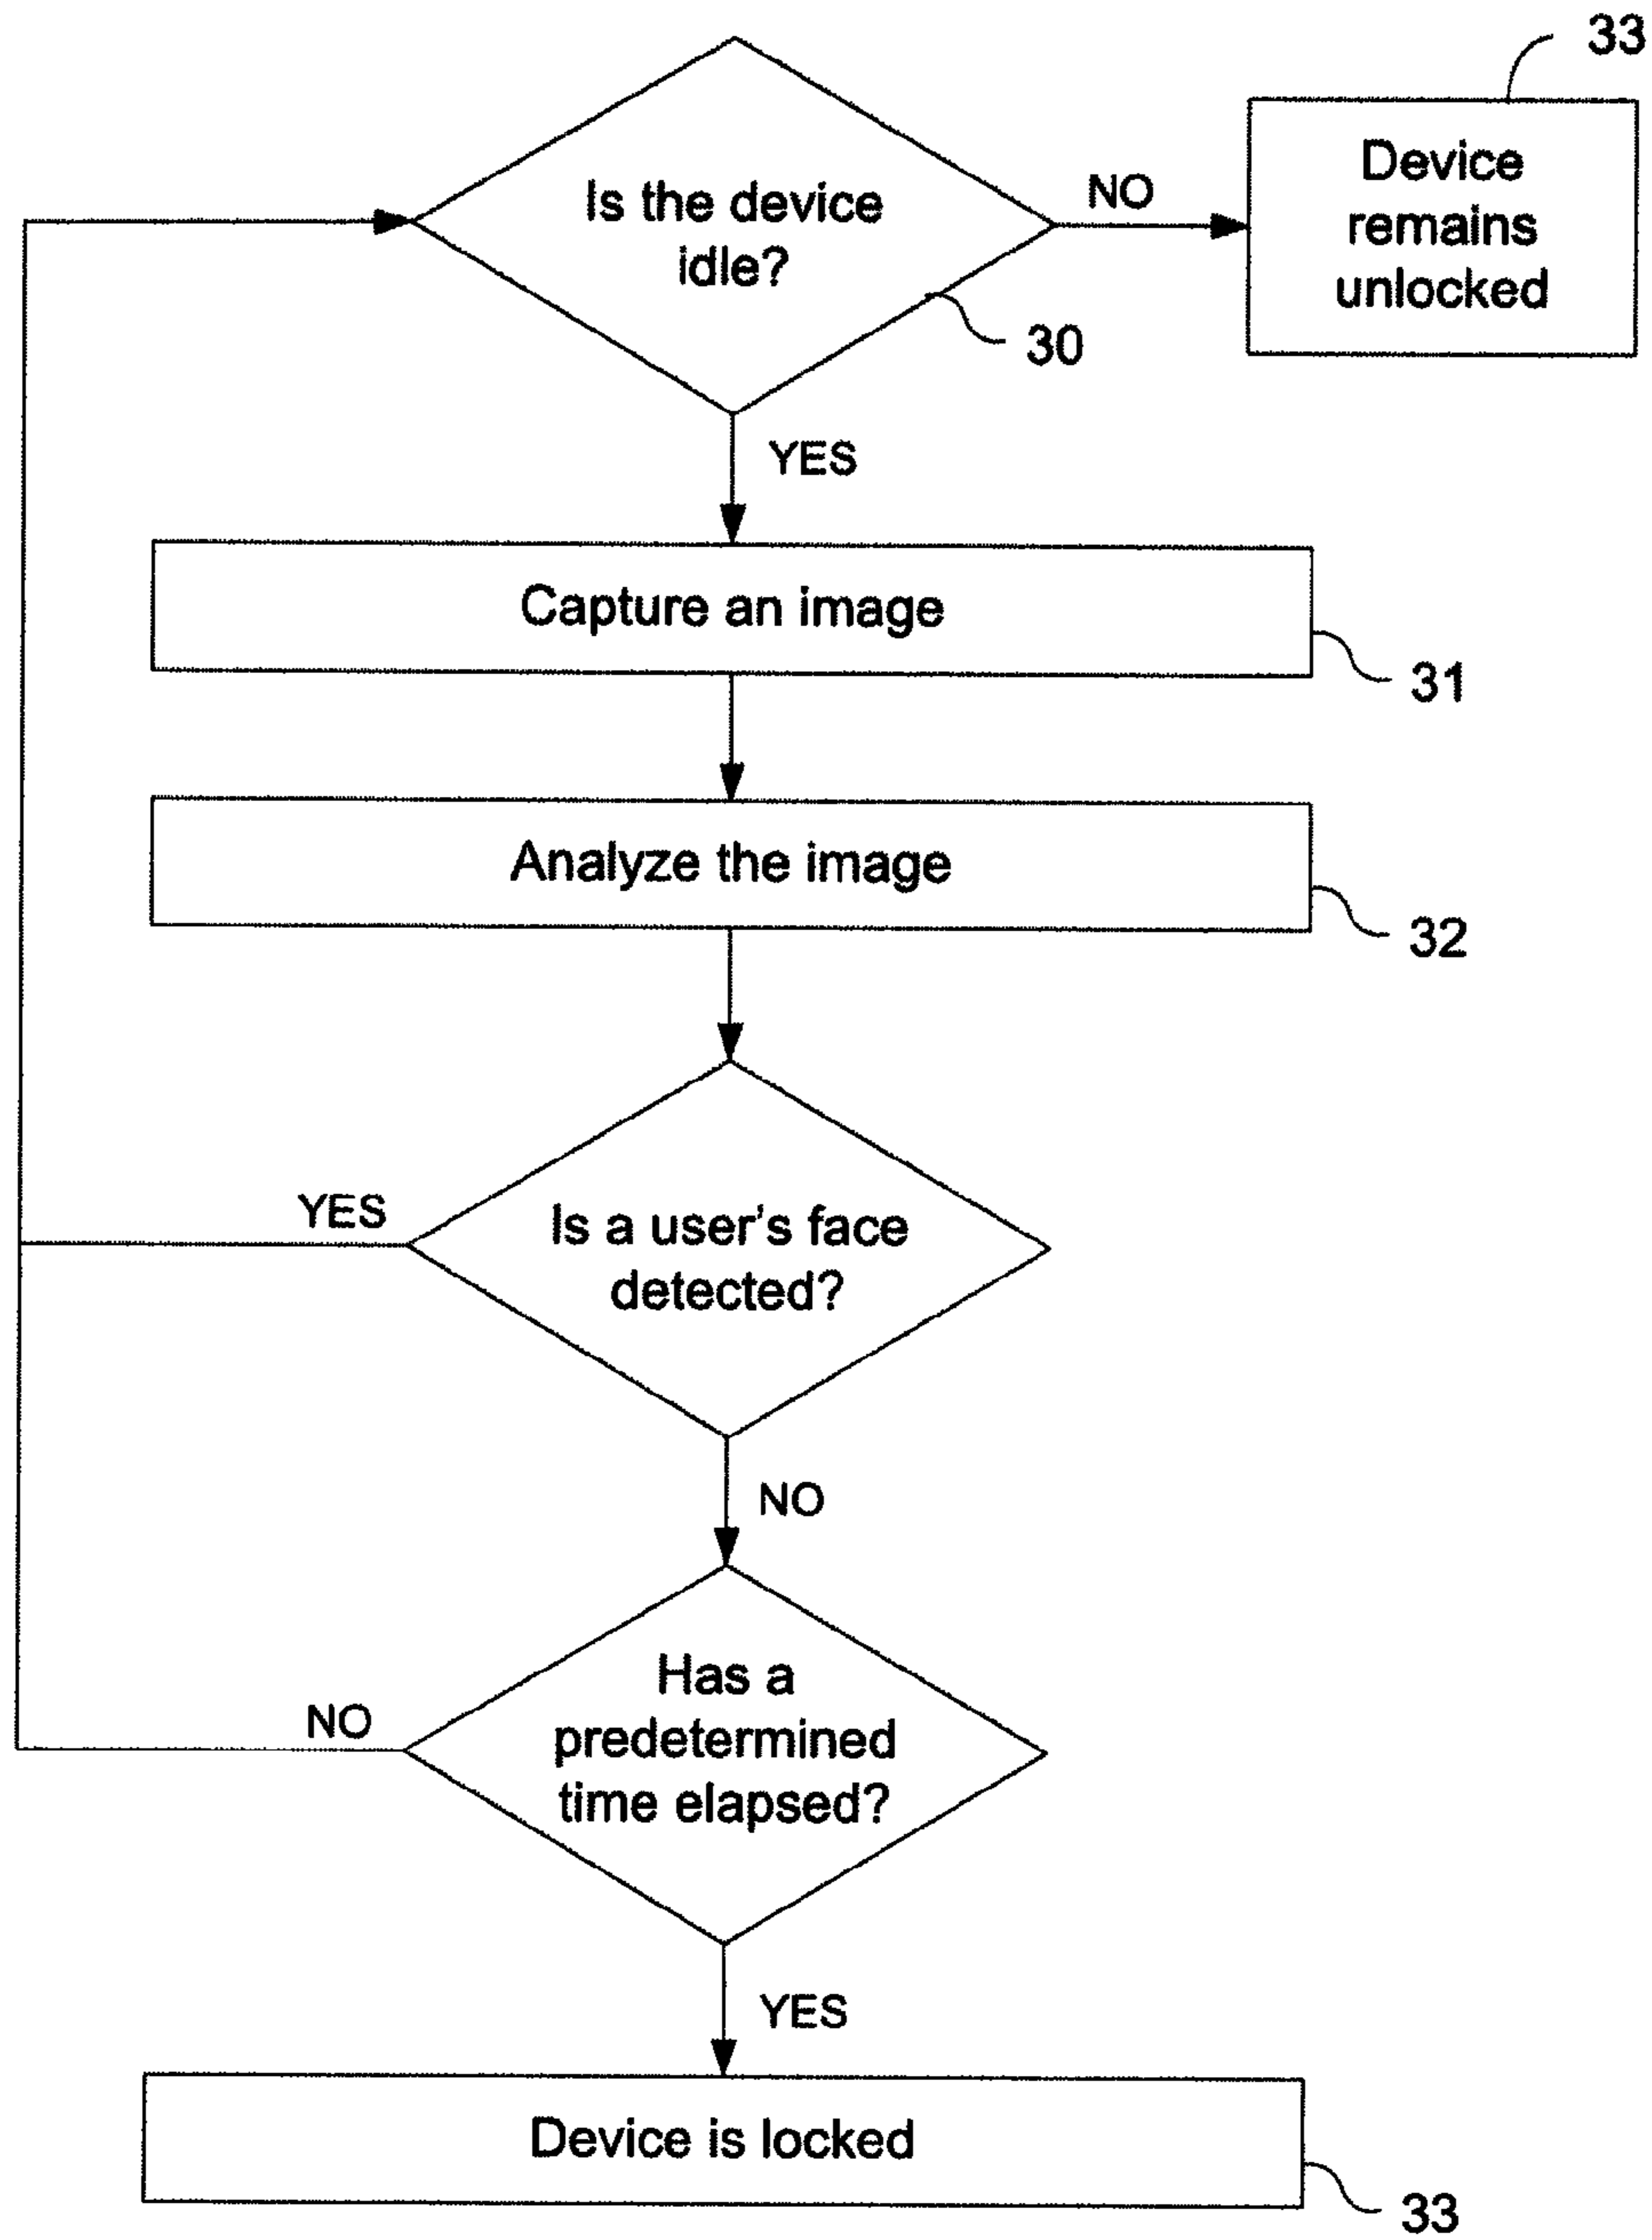 33
Device
remains
unlocked
Is the device
idle?
NO
30
YES
Capture an image
31
Analyze the image
32
YES
Is a user's face
detected?
NO
Has a
predetermined
time elapsed?
NO
YES
Device is locked
33